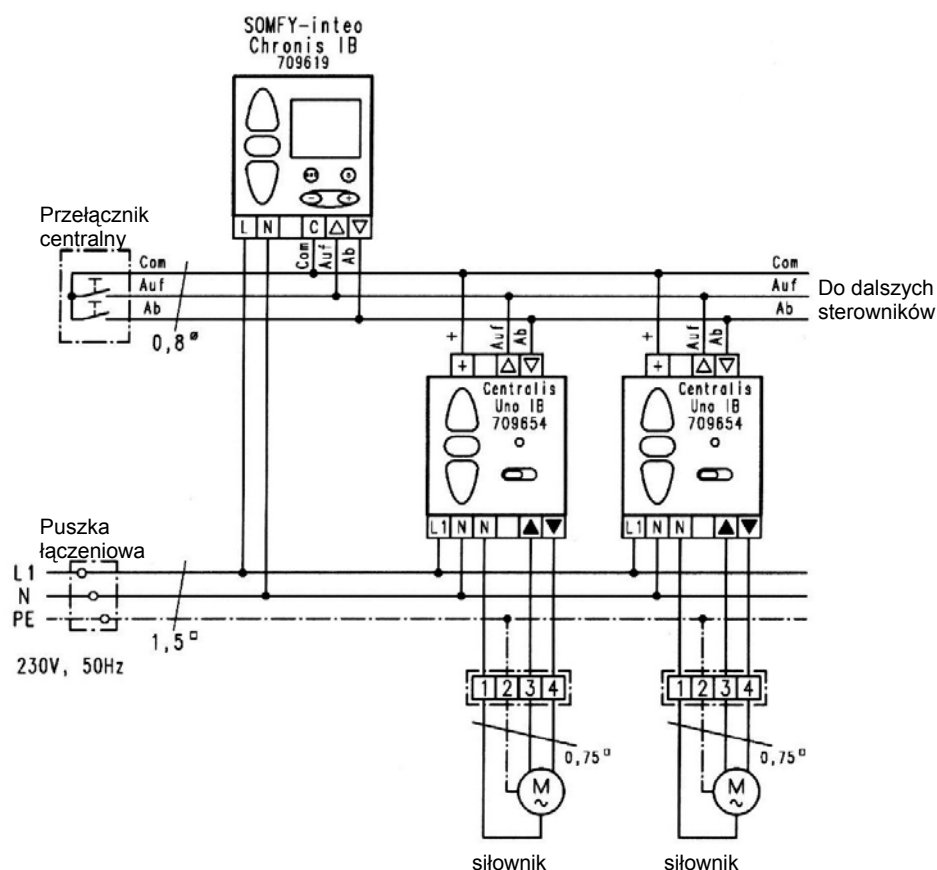 SOMFY-inteo
Chronis IB
709619
L N C △ ▽
Com Auf Ab
Przełącznik
centralny
Com
Auf
Ab
0,8 ø
Com
Auf
Ab
Do dalszych
sterowników
+ Auf Ab
+ △ ▽
Centralis
Uno IB
709654
L1 N N ▲ ▼
+ Auf Ab
+ △ ▽
Centralis
Uno IB
709654
L1 N N ▲ ▼
Puszka
łączeniowa
L1
N
PE
1,5 □
230V, 50Hz
1 2 3 4
0,75 □
M
~
siłownik
1 2 3 4
0,75 □
M
~
siłownik